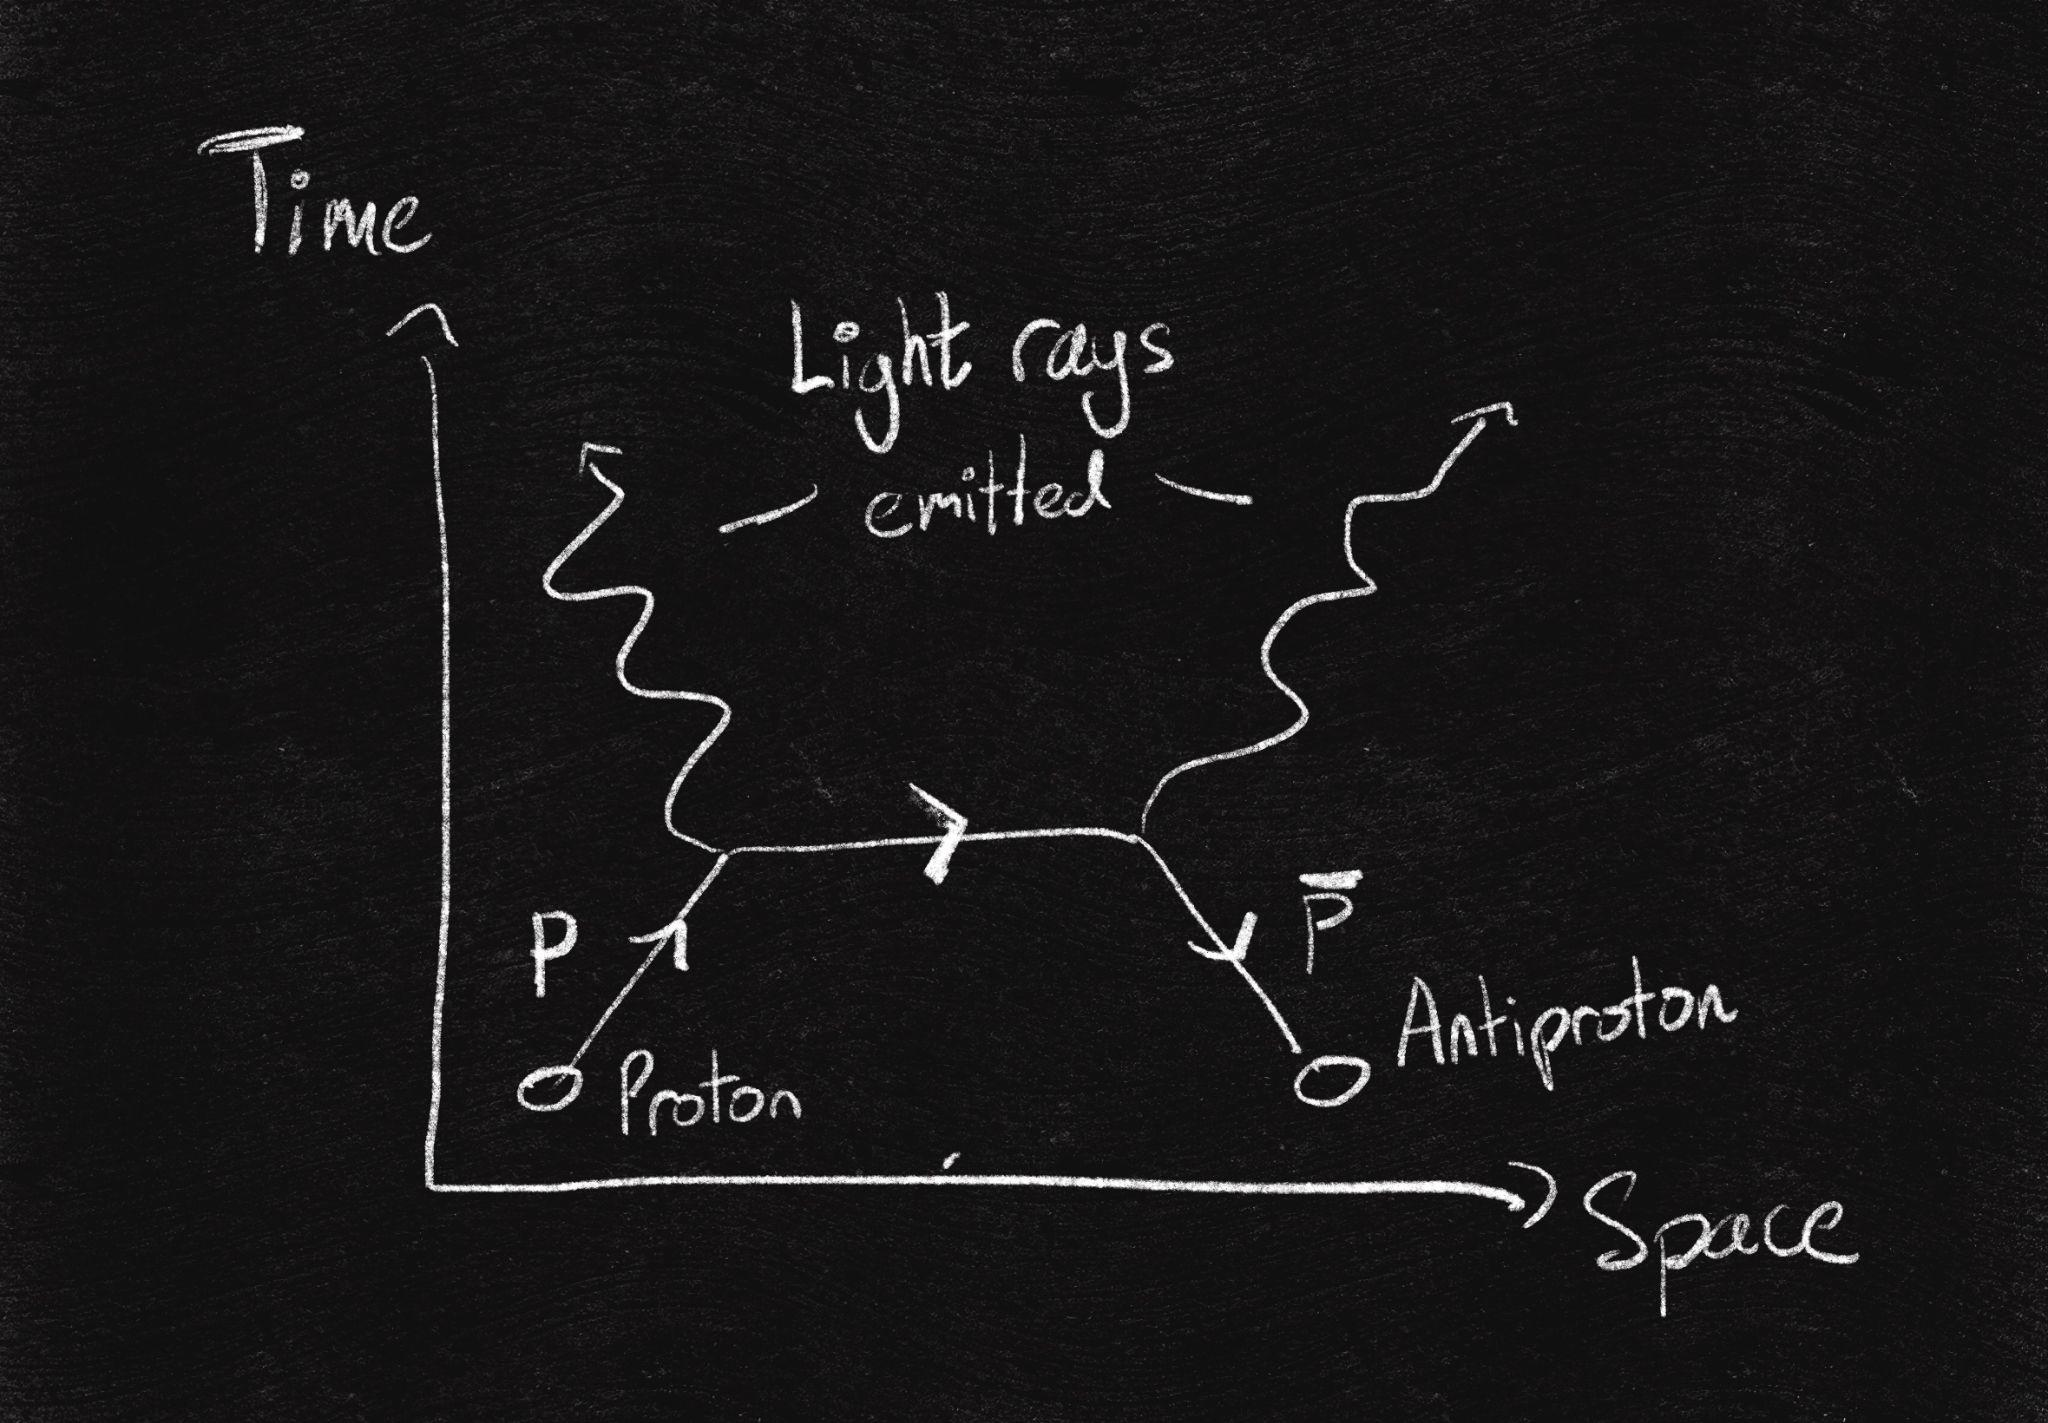 Time
Light rays
emitted
P
P̅
Antiproton
Proton
Space